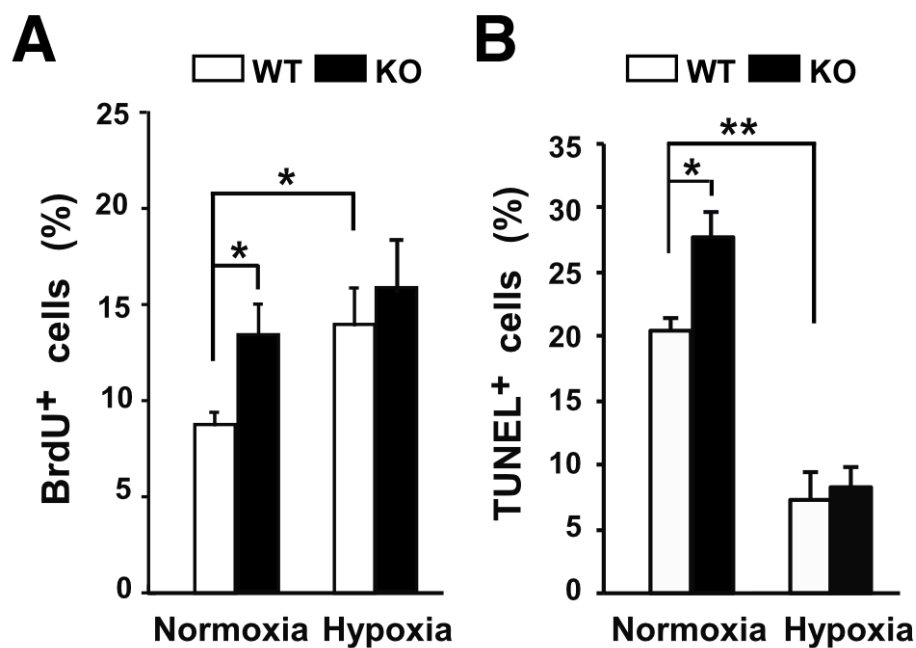 A
WT KO
25
20
15
10
5
0
BrdU+ cells (%)
*
*
Normoxia Hypoxia
B
WT KO
35
30
25
20
15
10
5
0
TUNEL+ cells (%)
**
*
Normoxia Hypoxia